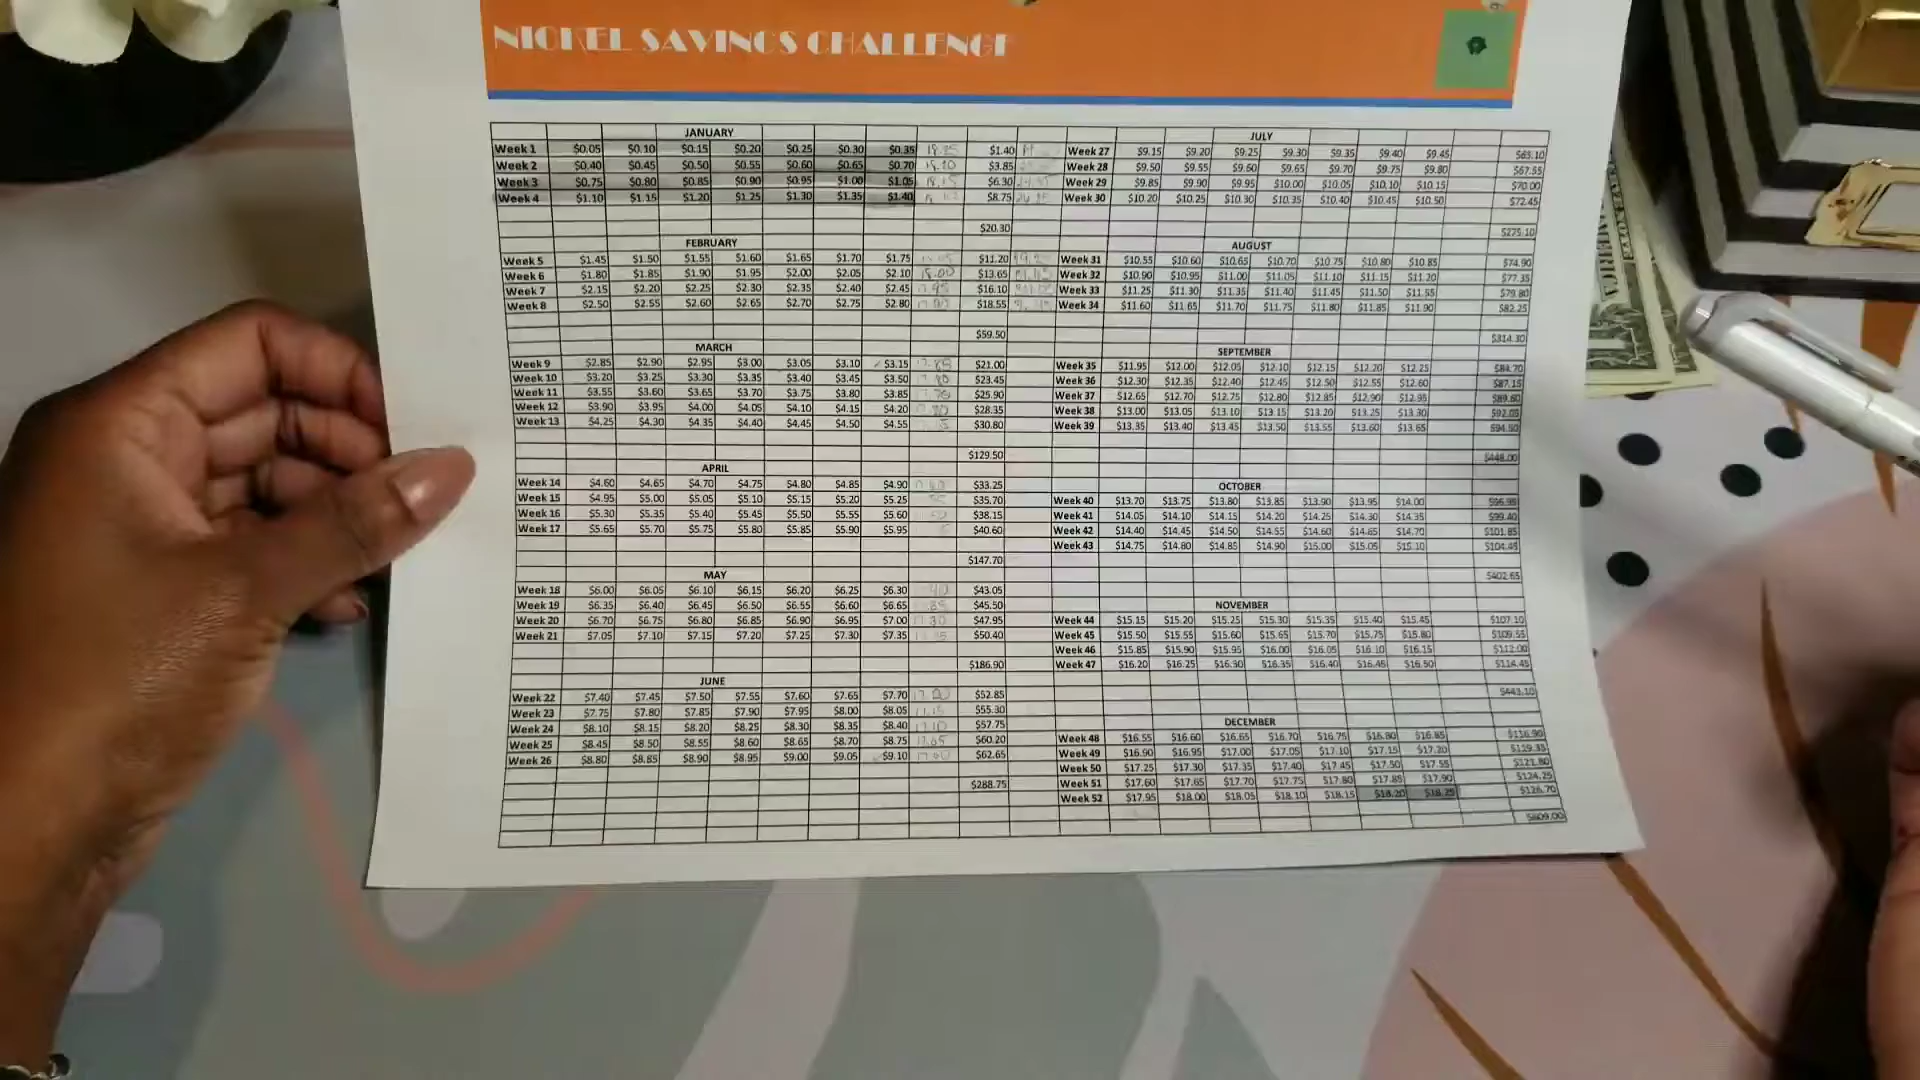 NICKEL SAVINGS CHALLENGE
JANUARY
Week 1 $0.05 $0.10 $0.15 $0.20 $0.25 $0.30 $0.35 18.25 $1.40
Week 2 $0.40 $0.45 $0.50 $0.55 $0.60 $0.65 $0.70 $3.85
Week 3 $0.75 $0.80 $0.85 $0.90 $0.95 $1.00 $1.05 $6.30
Week 4 $1.10 $1.15 $1.20 $1.25 $1.30 $1.35 $1.40 $8.75
$20.30
FEBRUARY
Week 5 $1.45 $1.50 $1.55 $1.60 $1.65 $1.70 $1.75 $11.20
Week 6 $1.80 $1.85 $1.90 $1.95 $2.00 $2.05 $2.10 18.00 $13.65
Week 7 $2.15 $2.20 $2.25 $2.30 $2.35 $2.40 $2.45 $16.10
Week 8 $2.50 $2.55 $2.60 $2.65 $2.70 $2.75 $2.80 $18.55
$59.50
MARCH
Week 9 $2.85 $2.90 $2.95 $3.00 $3.05 $3.10 $3.15 $21.00
Week 10 $3.20 $3.25 $3.30 $3.35 $3.40 $3.45 $3.50 $23.45
Week 11 $3.55 $3.60 $3.65 $3.70 $3.75 $3.80 $3.85 $25.90
Week 12 $3.90 $3.95 $4.00 $4.05 $4.10 $4.15 $4.20 $28.35
Week 13 $4.25 $4.30 $4.35 $4.40 $4.45 $4.50 $4.55 $30.80
$129.50
APRIL
Week 14 $4.60 $4.65 $4.70 $4.75 $4.80 $4.85 $4.90 $33.25
Week 15 $4.95 $5.00 $5.05 $5.10 $5.15 $5.20 $5.25 $35.70
Week 16 $5.30 $5.35 $5.40 $5.45 $5.50 $5.55 $5.60 $38.15
Week 17 $5.65 $5.70 $5.75 $5.80 $5.85 $5.90 $5.95 $40.60
$147.70
MAY
Week 18 $6.00 $6.05 $6.10 $6.15 $6.20 $6.25 $6.30 $43.05
Week 19 $6.35 $6.40 $6.45 $6.50 $6.55 $6.60 $6.65 $45.50
Week 20 $6.70 $6.75 $6.80 $6.85 $6.90 $6.95 $7.00 $47.95
Week 21 $7.05 $7.10 $7.15 $7.20 $7.25 $7.30 $7.35 $50.40
$186.90
JUNE
Week 22 $7.40 $7.45 $7.50 $7.55 $7.60 $7.65 $7.70 $52.85
Week 23 $7.75 $7.80 $7.85 $7.90 $7.95 $8.00 $8.05 $55.30
Week 24 $8.10 $8.15 $8.20 $8.25 $8.30 $8.35 $8.40 17.10 $57.75
Week 25 $8.45 $8.50 $8.55 $8.60 $8.65 $8.70 $8.75 17.05 $60.20
Week 26 $8.80 $8.85 $8.90 $8.95 $9.00 $9.05 $9.10 $62.65
$288.75
JULY
Week 27 $9.15 $9.20 $9.25 $9.30 $9.35 $9.40 $9.45 $65.10
Week 28 $9.50 $9.55 $9.60 $9.65 $9.70 $9.75 $9.80 $67.55
Week 29 $9.85 $9.90 $9.95 $10.00 $10.05 $10.10 $10.15 $70.00
Week 30 $10.20 $10.25 $10.30 $10.35 $10.40 $10.45 $10.50 $72.45
$275.10
AUGUST
Week 31 $10.55 $10.60 $10.65 $10.70 $10.75 $10.80 $10.85 $74.90
Week 32 $10.90 $10.95 $11.00 $11.05 $11.10 $11.15 $11.20 $77.35
Week 33 $11.25 $11.30 $11.35 $11.40 $11.45 $11.50 $11.55 $79.80
Week 34 $11.60 $11.65 $11.70 $11.75 $11.80 $11.85 $11.90 $82.25
$314.30
SEPTEMBER
Week 35 $11.95 $12.00 $12.05 $12.10 $12.15 $12.20 $12.25 $84.70
Week 36 $12.30 $12.35 $12.40 $12.45 $12.50 $12.55 $12.60 $87.15
Week 37 $12.65 $12.70 $12.75 $12.80 $12.85 $12.90 $12.95 $89.60
Week 38 $13.00 $13.05 $13.10 $13.15 $13.20 $13.25 $13.30 $92.05
Week 39 $13.35 $13.40 $13.45 $13.50 $13.55 $13.60 $13.65 $94.50
$448.00
OCTOBER
Week 40 $13.70 $13.75 $13.80 $13.85 $13.90 $13.95 $14.00 $96.95
Week 41 $14.05 $14.10 $14.15 $14.20 $14.25 $14.30 $14.35 $99.40
Week 42 $14.40 $14.45 $14.50 $14.55 $14.60 $14.65 $14.70 $101.85
Week 43 $14.75 $14.80 $14.85 $14.90 $15.00 $15.05 $15.10 $104.45
$402.65
NOVEMBER
Week 44 $15.15 $15.20 $15.25 $15.30 $15.35 $15.40 $15.45 $107.10
Week 45 $15.50 $15.55 $15.60 $15.65 $15.70 $15.75 $15.80 $109.55
Week 46 $15.85 $15.90 $15.95 $16.00 $16.05 $16.10 $16.15 $112.00
Week 47 $16.20 $16.25 $16.30 $16.35 $16.40 $16.45 $16.50 $114.45
$443.10
DECEMBER
Week 48 $16.55 $16.60 $16.65 $16.70 $16.75 $16.80 $16.85 $116.90
Week 49 $16.90 $16.95 $17.00 $17.05 $17.10 $17.15 $17.20 $119.35
Week 50 $17.25 $17.30 $17.35 $17.40 $17.45 $17.50 $17.55 $121.80
Week 51 $17.60 $17.65 $17.70 $17.75 $17.80 $17.85 $17.90 $124.25
Week 52 $17.95 $18.00 $18.05 $18.10 $18.15 $18.20 $18.25 $126.70
$609.00